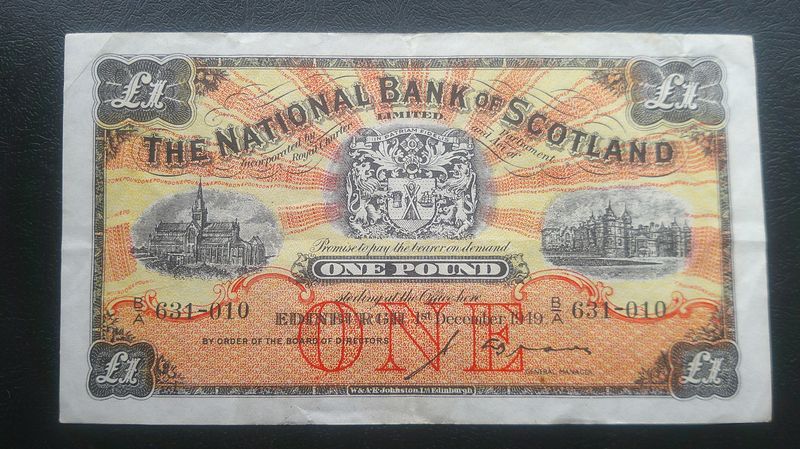 £1 £1
THE NATIONAL BANK OF SCOTLAND
LIMITED
Incorporated by Royal Charter and Act of Parliament
Promise to pay the bearer on demand
ONE POUND
sterling at the Office here
B/A 631-010 B/A 631-010
EDINBURGH 1st December 1949.
ONE
BY ORDER OF THE BOARD OF DIRECTORS
GENERAL MANAGER
£1 £1
W. & A.K. Johnston, Ld. Edinburgh